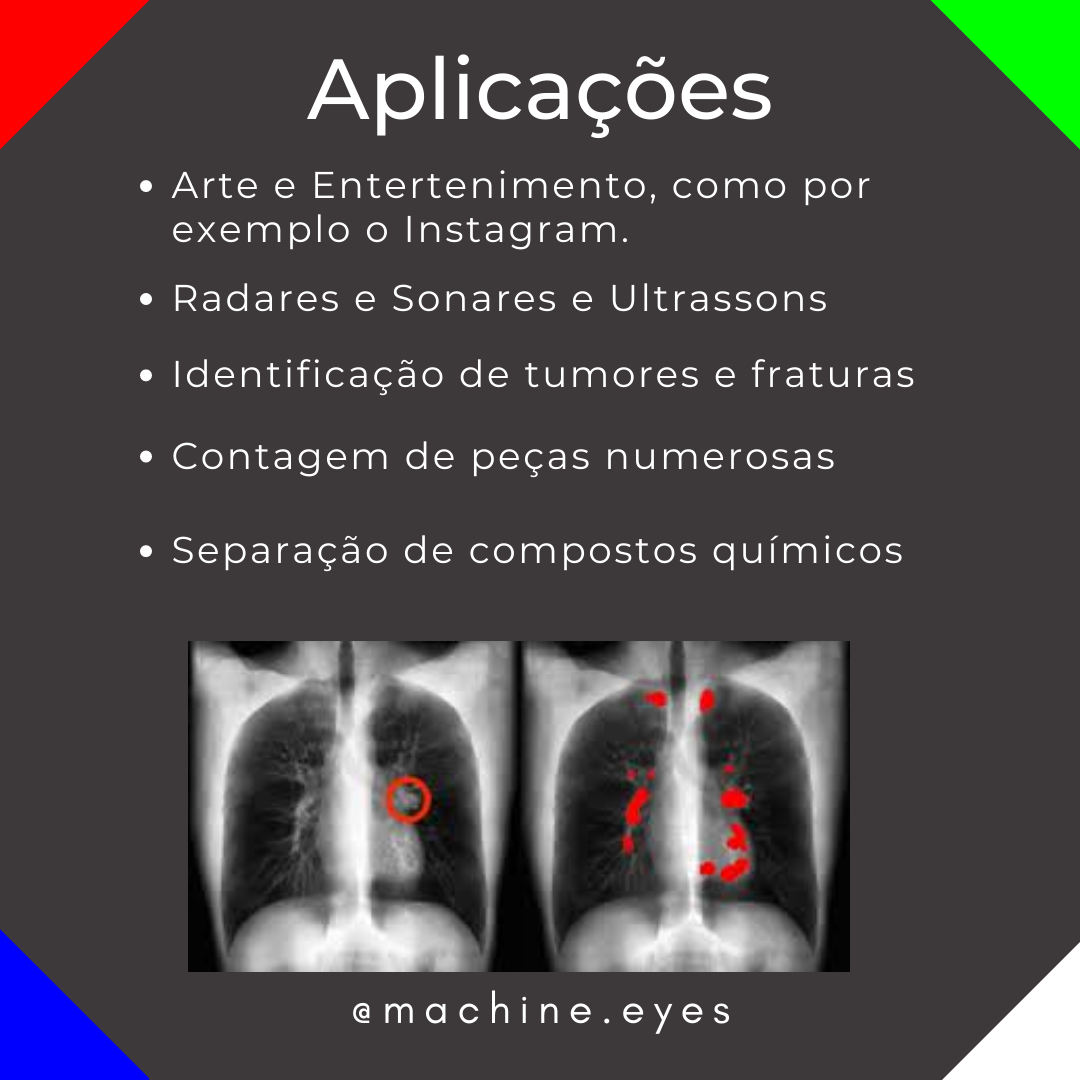 Aplicações
• Arte e Entertenimento, como por
exemplo o Instagram.
• Radares e Sonares e Ultrassons
• Identificação de tumores e fraturas
• Contagem de peças numerosas
• Separação de compostos químicos
@machine.eyes